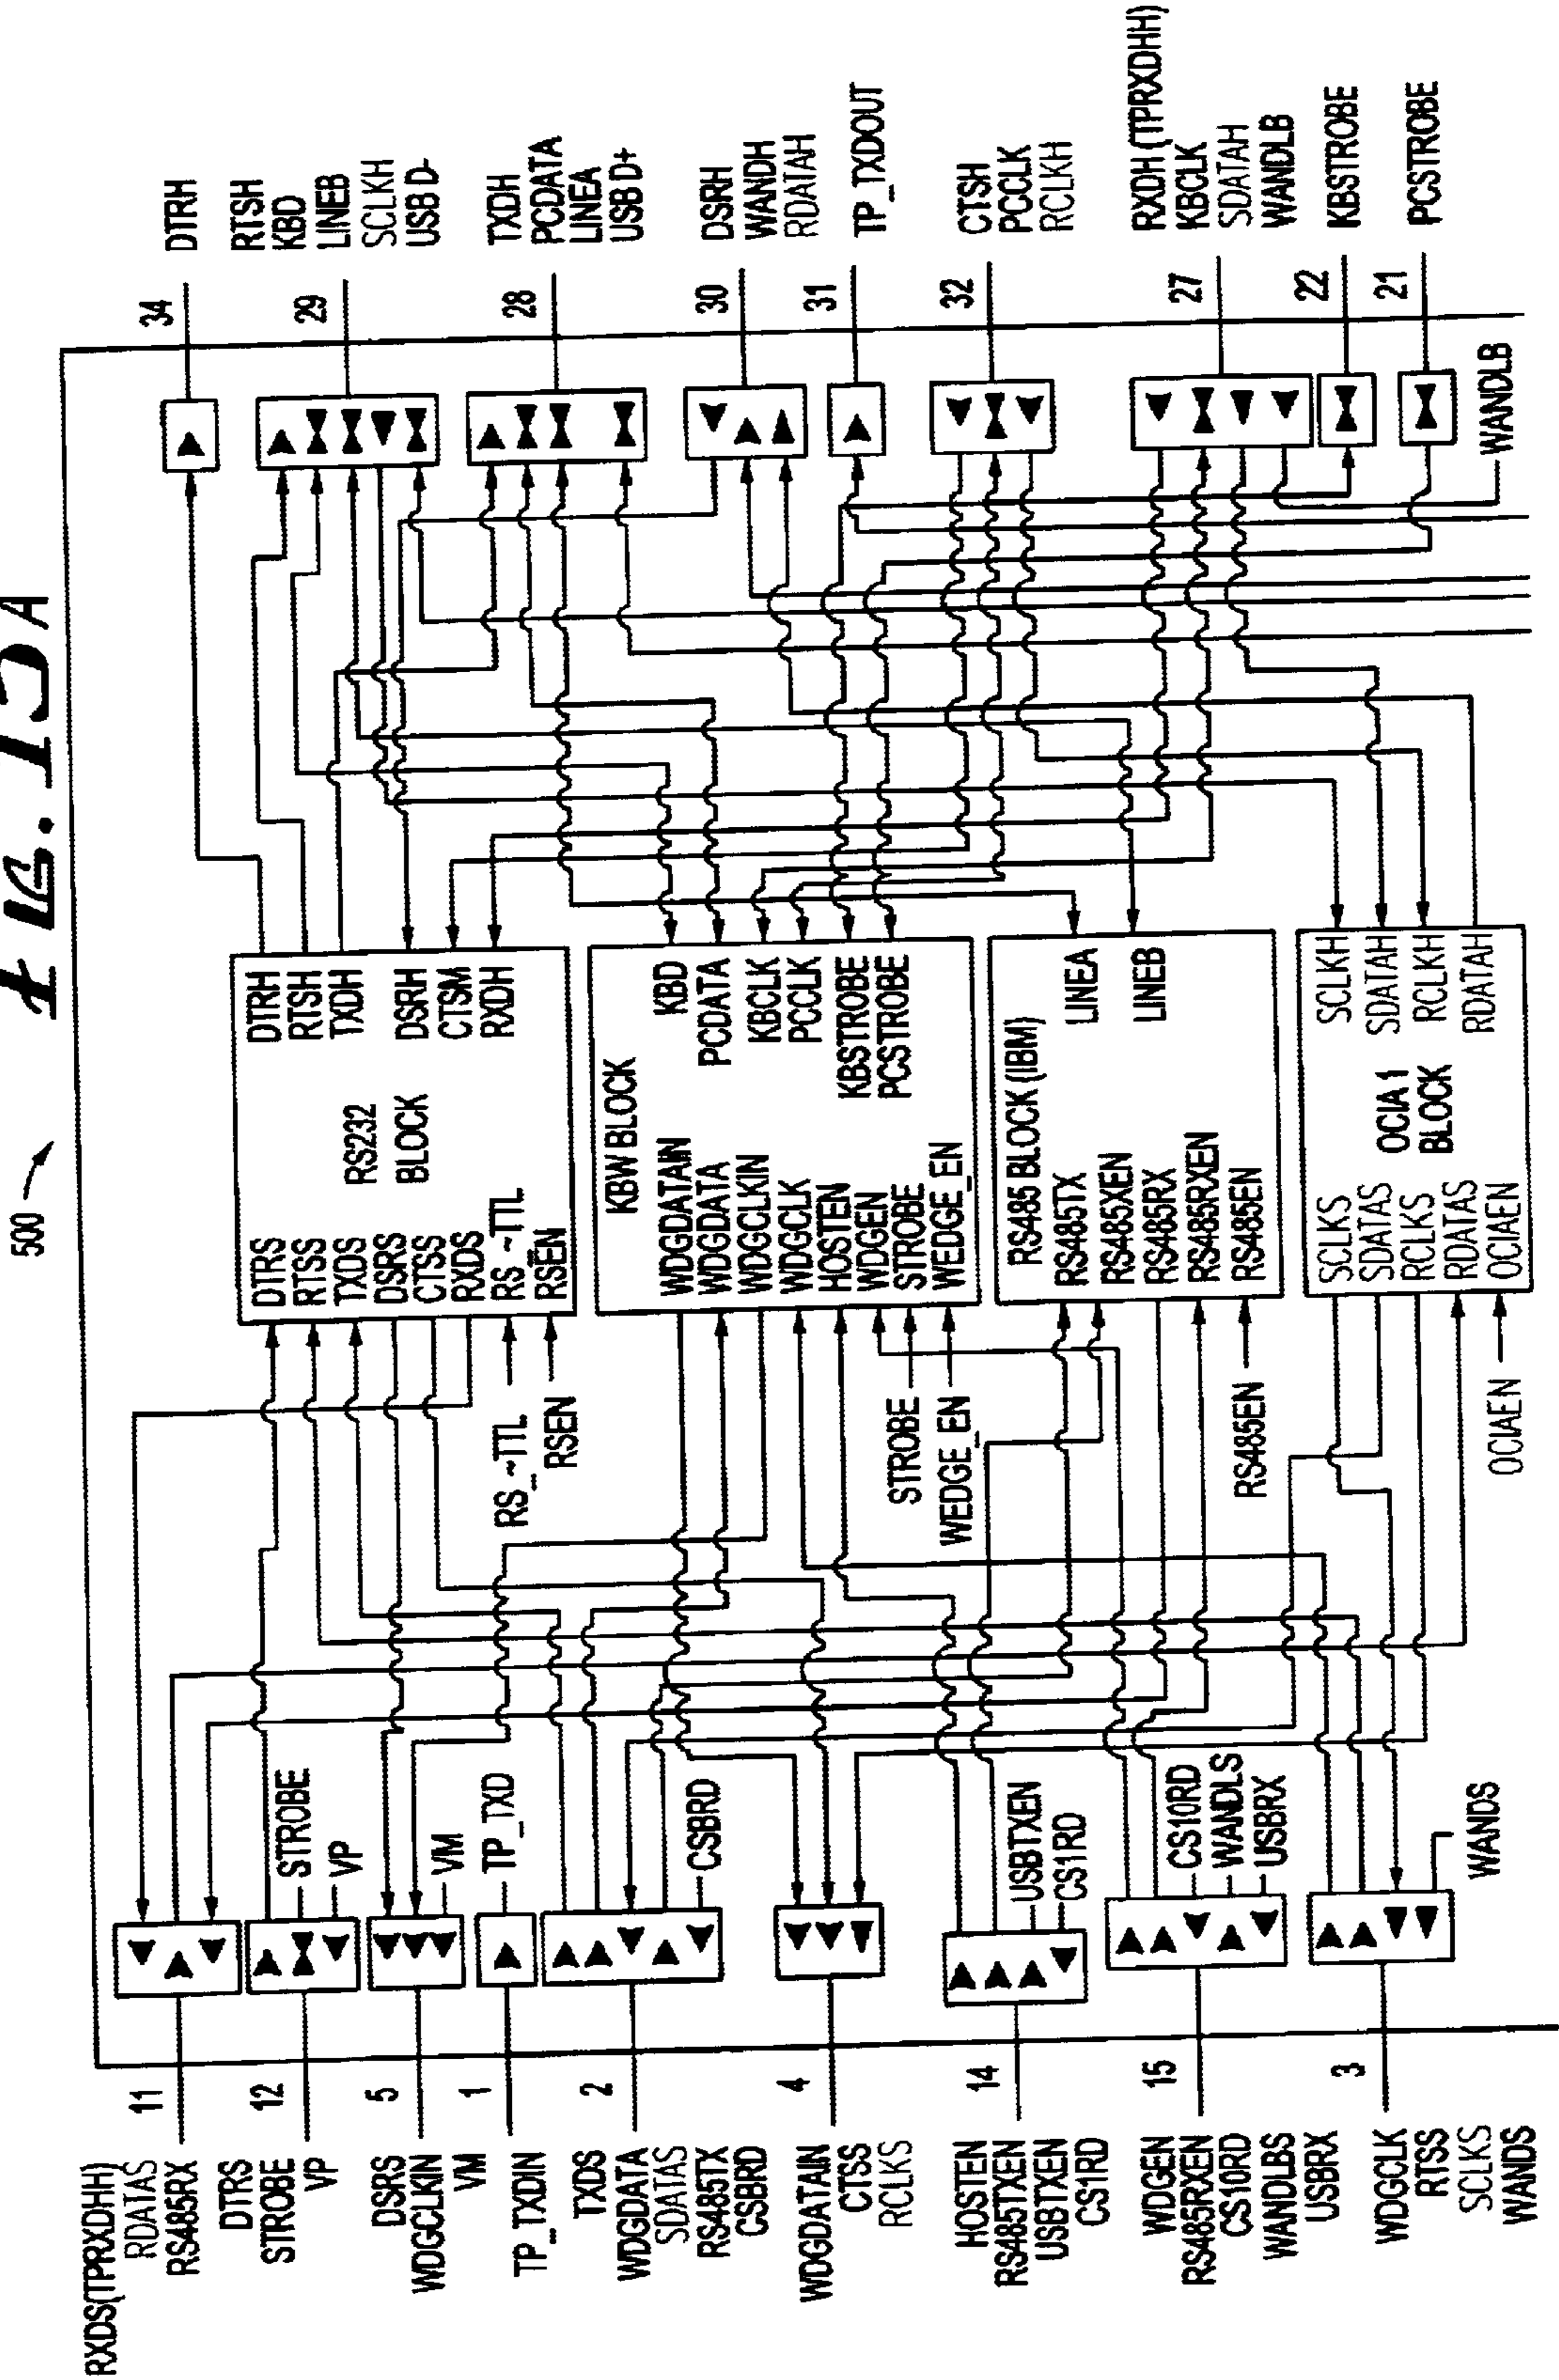 FIG. 15A
500
RXDS(TPRXDHH)
RDATAS
RS485RX
11
DTRS
STROBE
VP
12
DSRS
WDGCLKIN
VM
5
TP_TXDIN
1
TXDS
WDGDATA
SDATAS
RS485TX
CSBRD
2
WDGDATAIN
CTSS
RCLKS
4
HOSTEN
RS485TXEN
USBTXEN
CS1RD
14
WDGEN
RS485RXEN
CS10RD
WANDLBS
USBRX
15
WDGCLK
RTSS
SCLKS
WANDS
3
STROBE
VP
VM
TP_TXD
CSBRD
USBTXEN
CS1RD
CS10RD
WANDLS
USBRX
WANDS
RS_~TTL
RSEN
STROBE
WEDGE_EN
RS485EN
OCIAEN
DTRS
RTSS
TXDS
DSRS
CTSS
RXDS
RS_~TTL
RSEN
RS232
BLOCK
DTRH
RTSH
TXDH
DSRH
CTSM
RXDH
KBW BLOCK
WDGDATAIN
WDGDATA
WDGCLKIN
WDGCLK
HOSTEN
WDGEN
STROBE
WEDGE_EN
KBD
PCDATA
KBCLK
PCCLK
KBSTROBE
PCSTROBE
RS485 BLOCK (IBM)
RS485TX
RS485XEN
RS485RX
RS485RXEN
RS485EN
LINEA
LINEB
SCLKS
SDATAS
RCLKS
RDATAS
OCIAEN
OCIA 1
BLOCK
SCLKH
SDATAH
RCLKH
RDATAH
WANDLB
34
DTRH
29
RTSH
KBD
LINEB
SCLKH
USB D-
28
TXDH
PCDATA
LINEA
USB D+
30
DSRH
WANDH
RDATAH
31
TP_TXDOUT
32
CTSH
PCCLK
RCLKH
27
RXDH (TPRXDHH)
KBCLK
SDATAH
WANDLB
22
KBSTROBE
21
PCSTROBE